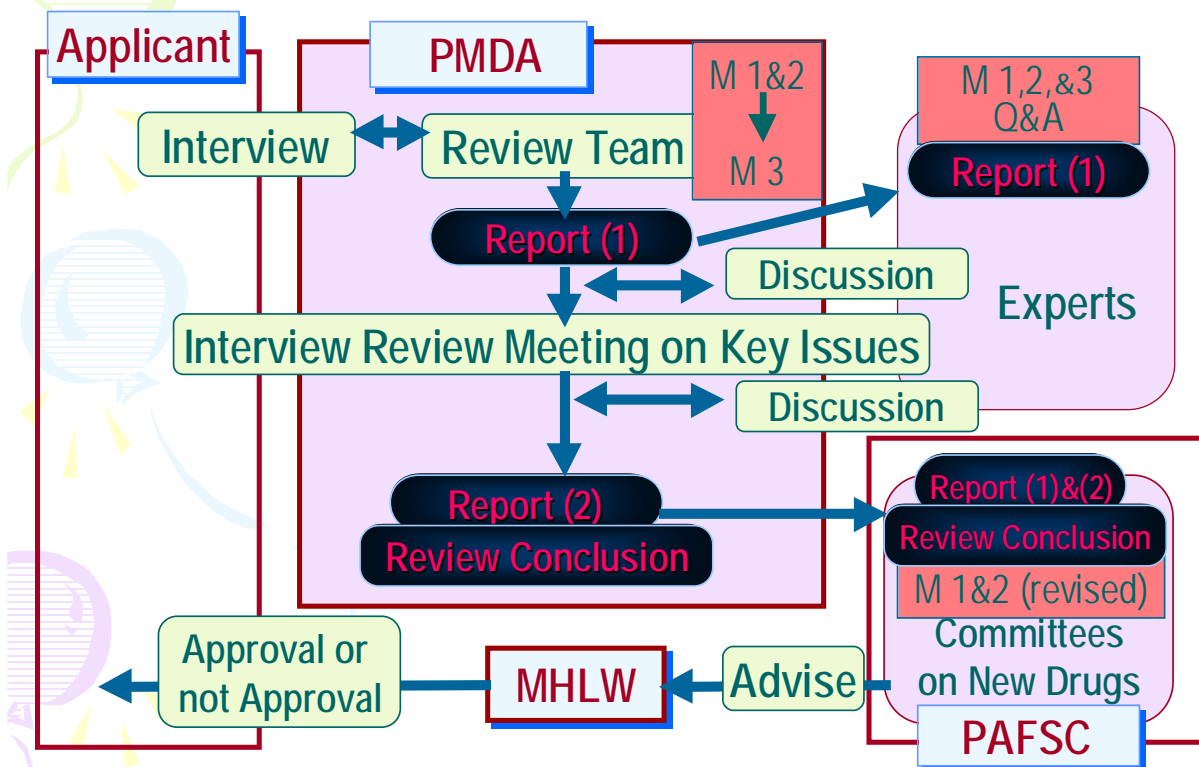 Applicant
PMDA
M 1&2
M 3
M 1,2,&3
Q&A
Report (1)
Interview
Review Team
Report (1)
Discussion
Experts
Interview Review Meeting on Key Issues
Discussion
Report (2)
Review Conclusion
Report (1)&(2)
Review Conclusion
M 1&2 (revised)
Committees
on New Drugs
PAFSC
Advise
MHLW
Approval or
not Approval